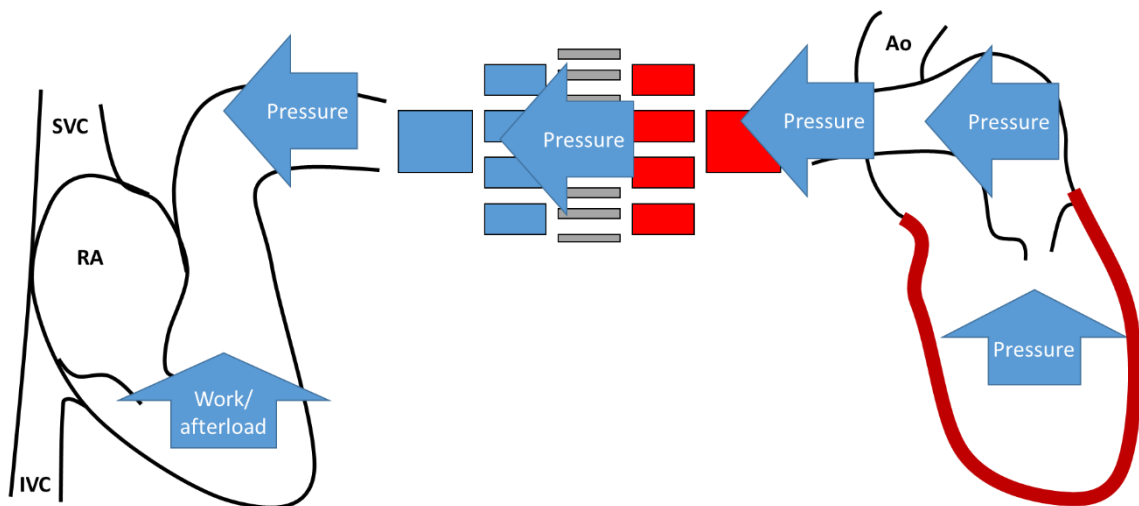 Ao
Pressure
Pressure
Pressure
Pressure
SVC
RA
Pressure
Work/
afterload
IVC